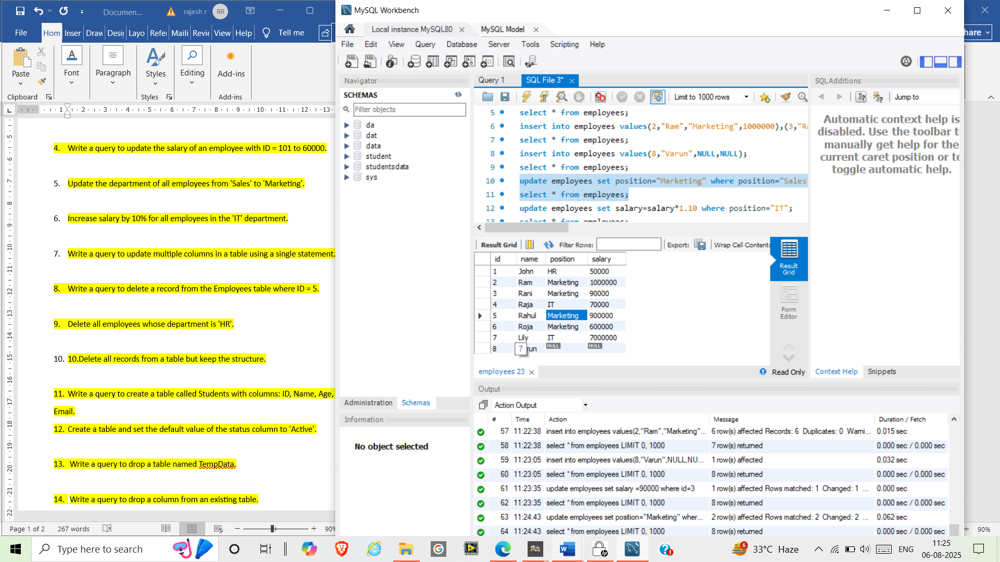 Documen...
rajesh r
RR
File
Hom
Inser
Draw
Layo
Refe
Maili
View
Help
Tell me
hare
Paste
Font
Paragraph
Styles
Editing
Add-ins
Clipboard
Styles
Add-ins
4. Write a query to update the salary of an employee with ID = 101 to 60000.
5. Update the department of all employees from 'Sales' to 'Marketing'.
6. Increase salary by 10% for all employees in the 'IT' department.
7. Write a query to update multiple columns in a table using a single statement.
8. Write a query to delete a record from the Employees table where ID = 5.
9. Delete all employees whose department is 'HR'.
10. 10.Delete all records from a table but keep the structure.
11. Write a query to create a table called Students with columns: ID, Name, Age,
Email.
12. Create a table and set the default value of the status column to 'Active'.
13. Write a query to drop a table named TempData.
14. Write a query to drop a column from an existing table.
Page 1 of 2
267 words
90%
MySQL Workbench
Local instance MySQL80
MySQL Model
File Edit View Query Database Server Tools Scripting Help
Navigator
SCHEMAS
Filter objects
da
dat
data
student
studentsdata
sys
Administration Schemas
Information
No object selected
Query 1
SQL File 3*
Limit to 1000 rows
5 select * from employees;
6 insert into employees values(2,"Ram","Marketing",1000000),(3,"Ra
7 select * from employees;
8 insert into employees values(8,"Varun",NULL,NULL);
9 select * from employees;
10 update employees set position="Marketing" where position="Sales"
11 select * from employees;
12 update employees set salary=salary*1.10 where position="IT";
13 select * from employees;
Result Grid Filter Rows: Export: Wrap Cell Content:
id name position salary
1 John HR 50000
2 Ram Marketing 1000000
3 Rani Marketing 90000
4 Raja IT 70000
5 Rahul Marketing 900000
6 Roja Marketing 600000
7 Lily IT 7000000
8 run NULL NULL
7
Result Grid
Form Editor
employees 23
Read Only
SQLAdditions
Jump to
Automatic context help is
disabled. Use the toolbar t
manually get help for the
current caret position or to
toggle automatic help.
Context Help Snippets
Output
Action Output
# Time Action Message Duration / Fetch
57 11:22:38 insert into employees values(2,"Ram","Marketing"... 6 row(s) affected Records: 6 Duplicates: 0 Warni... 0.015 sec
58 11:22:38 select * from employees LIMIT 0, 1000 7 row(s) returned 0.000 sec / 0.000 sec
59 11:23:05 insert into employees values(8,"Varun",NULL,NU... 1 row(s) affected 0.032 sec
60 11:23:05 select * from employees LIMIT 0, 1000 8 row(s) returned 0.000 sec / 0.000 sec
61 11:23:35 update employees set salary =90000 where id=3 1 row(s) affected Rows matched: 1 Changed: 1 ... 0.000 sec
62 11:23:35 select * from employees LIMIT 0, 1000 8 row(s) returned 0.000 sec / 0.000 sec
63 11:24:43 update employees set position="Marketing" wher... 2 row(s) affected Rows matched: 2 Changed: 2 ... 0.062 sec
64 11:24:43 select * from employees LIMIT 0, 1000 8 row(s) returned 0.000 sec / 0.000 sec
90%
Type here to search
33°C Haze
ENG
11:25
06-08-2025